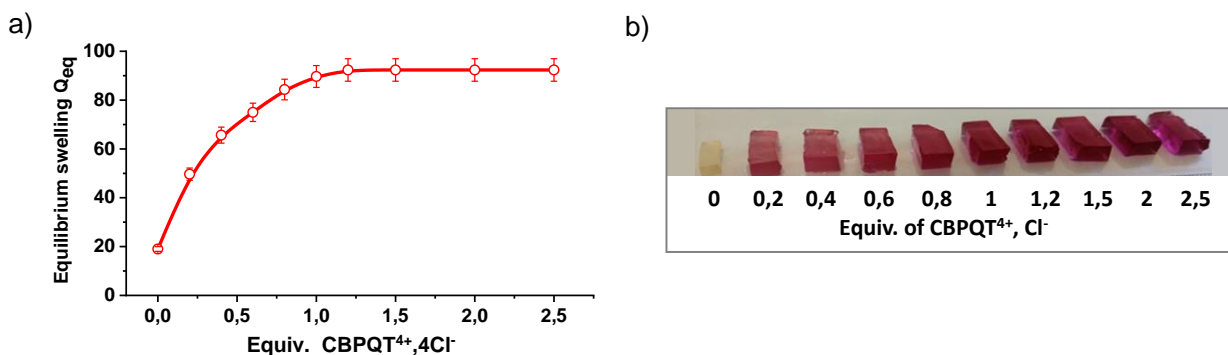 a)
Equilibrium swelling Qeq
100
80
60
40
20
0
0,0 0,5 1,0 1,5 2,0 2,5
Equiv. CBPQT⁴⁺,4Cl⁻
b)
0 0,2 0,4 0,6 0,8 1 1,2 1,5 2 2,5
Equiv. of CBPQT⁴⁺, Cl⁻